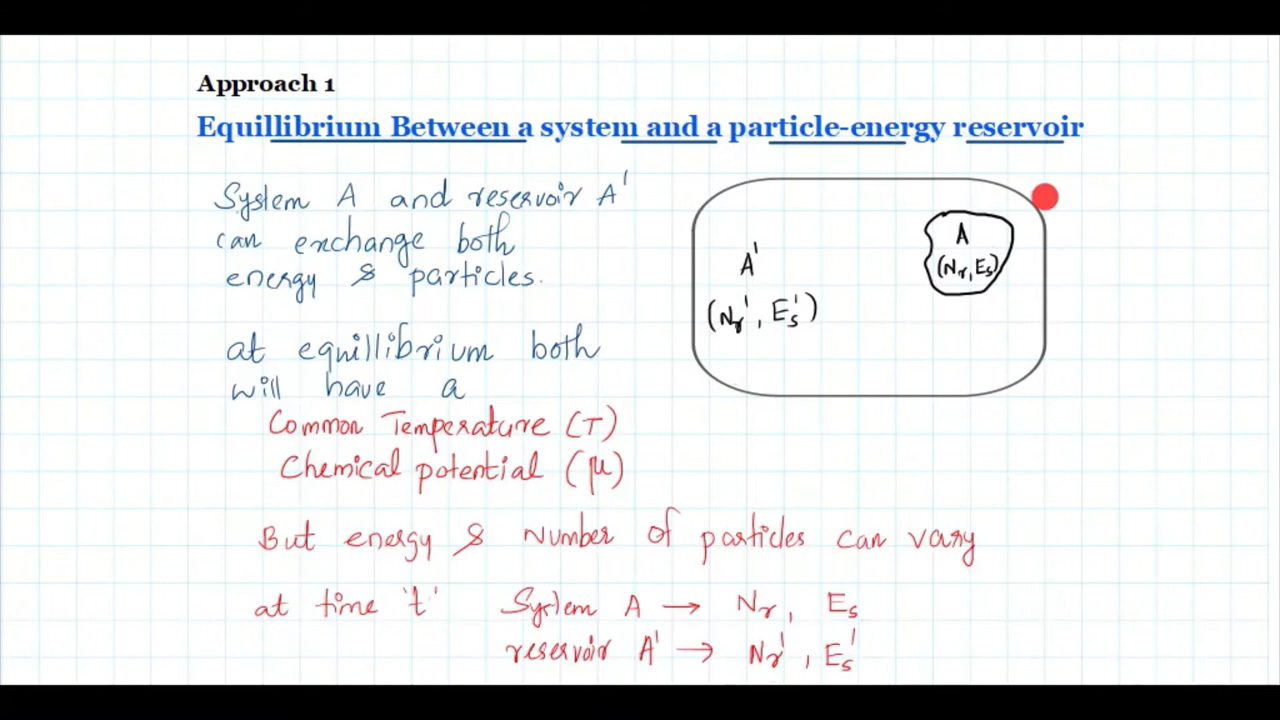 Approach 1
Equillibrium Between a system and a particle-energy reservoir
System A and reservoir A'
can exchange both
energy & particles.
at equillibrium both
will have a
Common Temperature (T)
Chemical potential (μ)
A'
(Nr', Es')
A
(Nr, Es)
But energy & Number of particles can vary
at time 't' System A → Nr, Es
reservoir A' → Nr', Es'